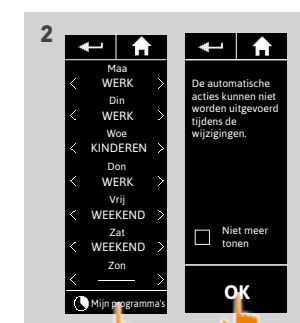 2
Maa
WERK
Din
WERK
Woe
KINDEREN
Don
WERK
Vrij
WEEKEND
Zat
WEEKEND
Zon
Mijn programma's
De automatische
acties kunnen niet
worden uitgevoerd
tijdens de
wijzigingen.
Niet meer
tonen
OK